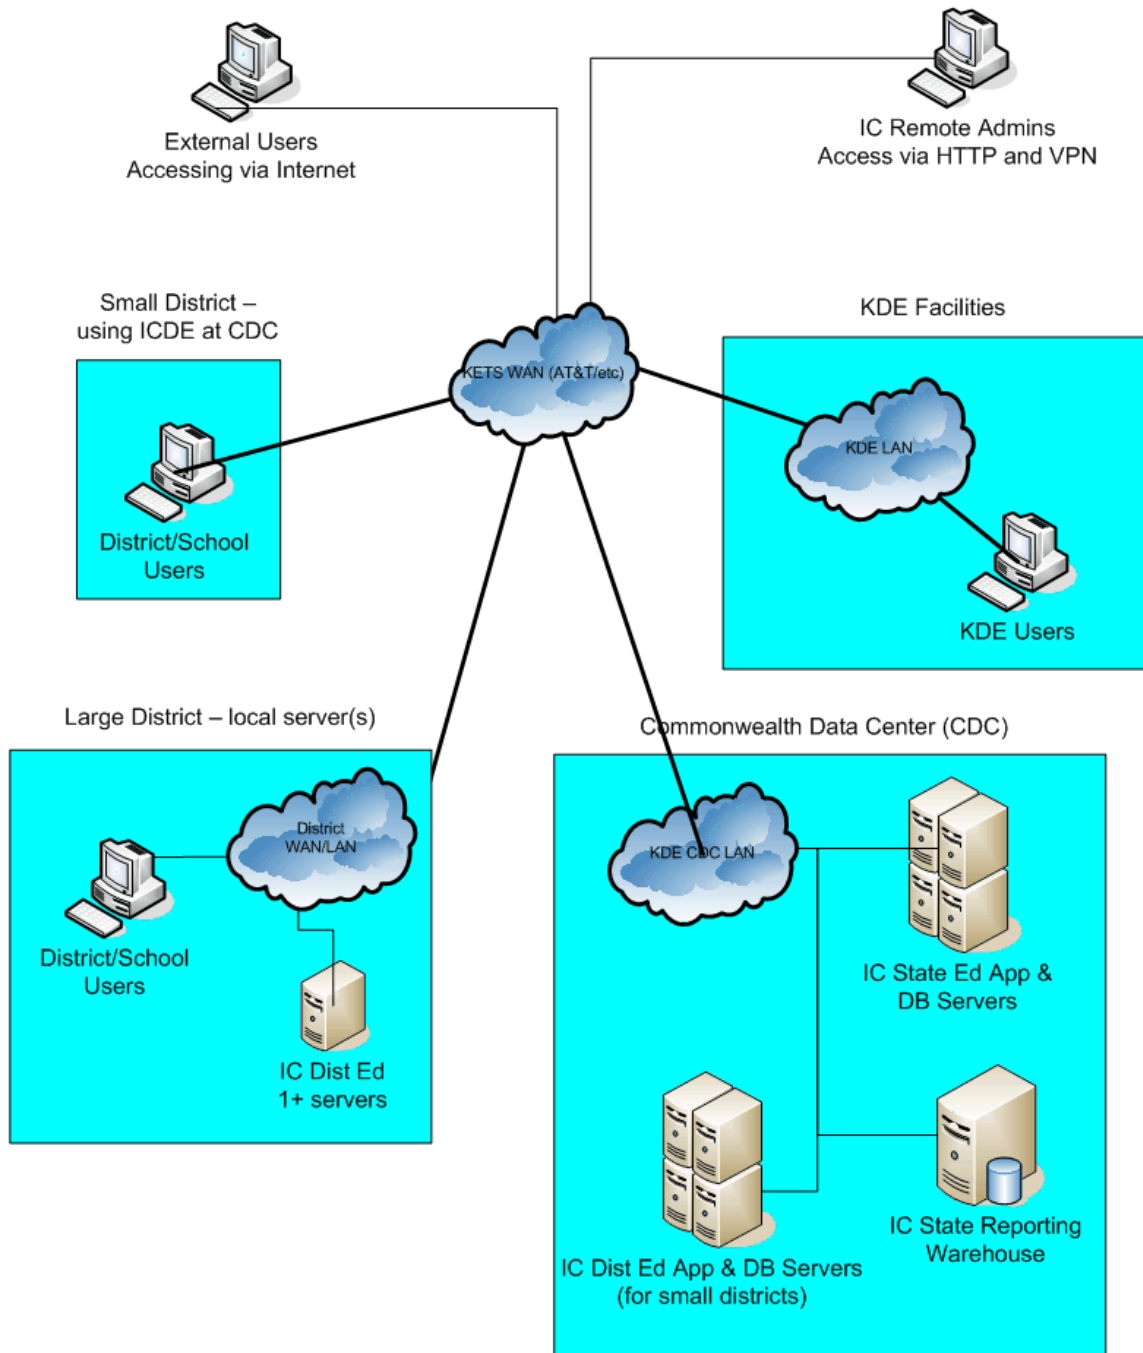 External Users
Accessing via Internet
IC Remote Admins
Access via HTTP and VPN
Small District –
using ICDE at CDC
KETS WAN (AT&T/etc)
KDE Facilities
KDE LAN
District/School
Users
KDE Users
Large District – local server(s)
Commonwealth Data Center (CDC)
District
WAN/LAN
KDE CDC LAN
District/School
Users
IC State Ed App &
DB Servers
IC Dist Ed
1+ servers
IC State Reporting
Warehouse
IC Dist Ed App & DB Servers
(for small districts)